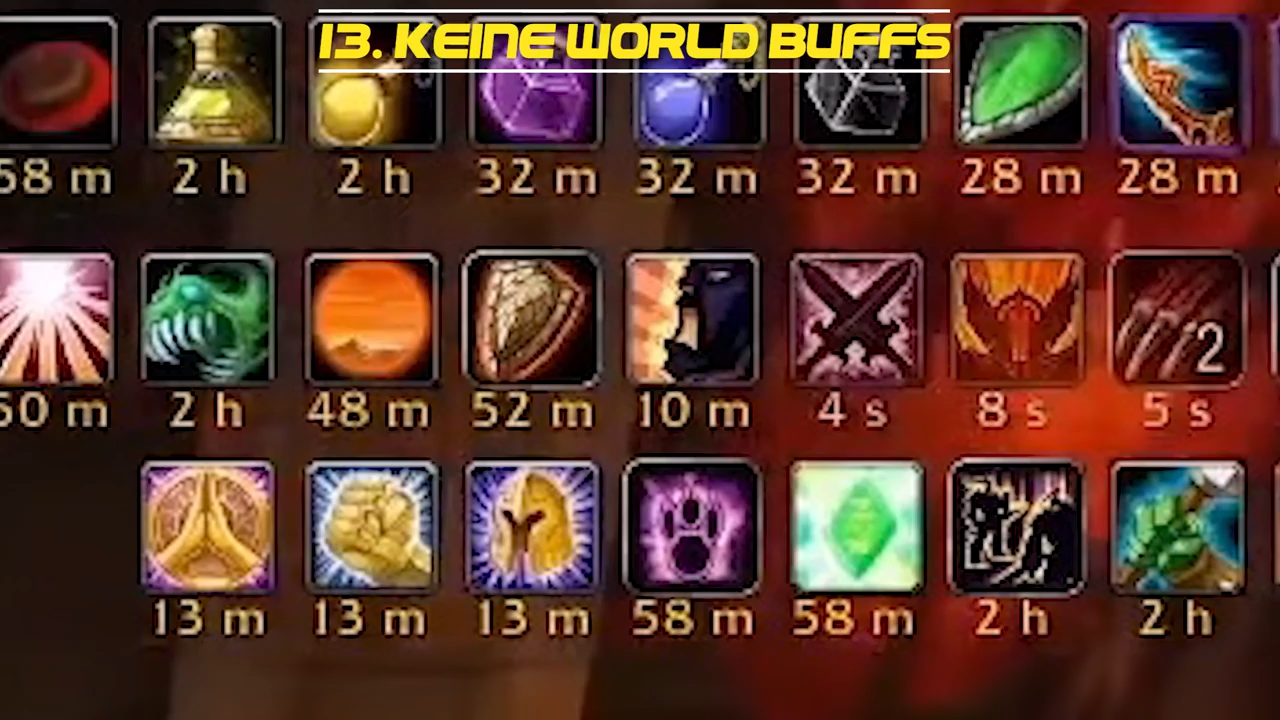 13. KEINE WORLD BUFFS
58 m 2 h 2 h 32 m 32 m 32 m 28 m 28 m
2
50 m 2 h 48 m 52 m 10 m 4 s 8 s 5 s
13 m 13 m 13 m 58 m 58 m 2 h 2 h